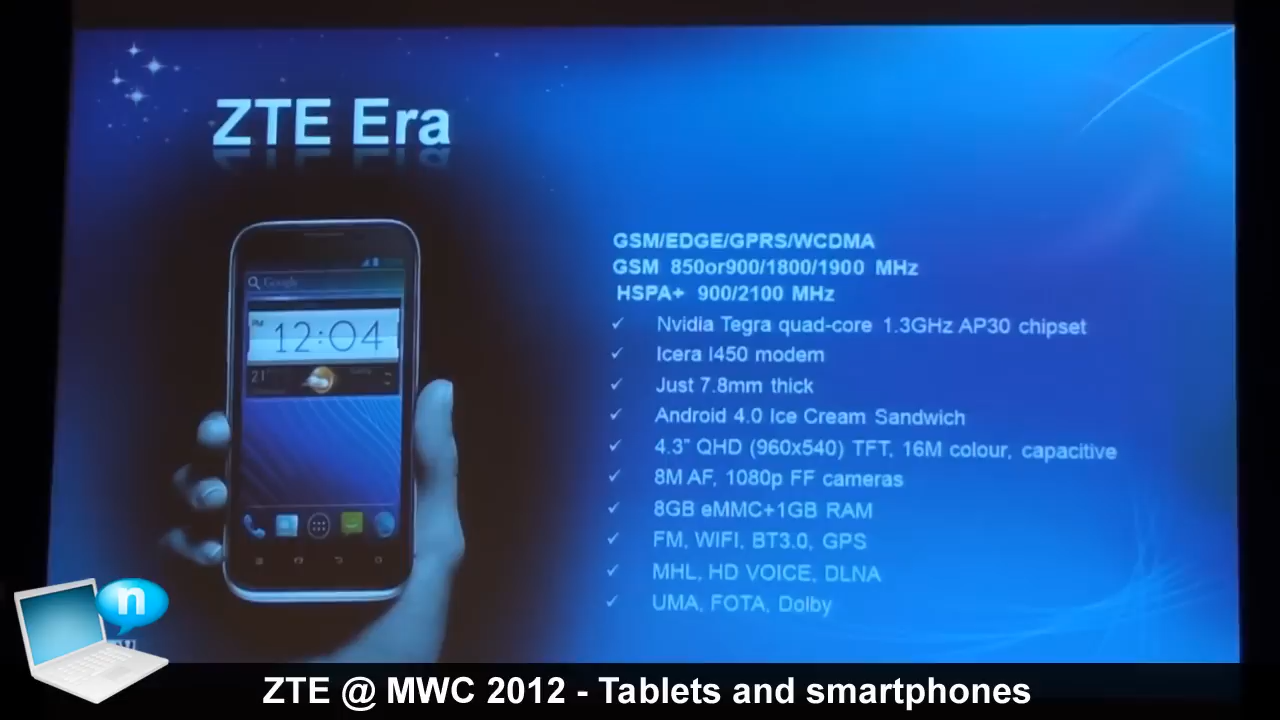 ZTE Era
GSM/EDGE/GPRS/WCDMA
GSM 850or900/1800/1900 MHz
HSPA+ 900/2100 MHz
✓ Nvidia Tegra quad-core 1.3GHz AP30 chipset
✓ Icera I450 modem
✓ Just 7.8mm thick
✓ Android 4.0 Ice Cream Sandwich
✓ 4.3" QHD (960x540) TFT, 16M colour, capacitive
✓ 8M AF, 1080p FF cameras
✓ 8GB eMMC+1GB RAM
✓ FM, WIFI, BT3.0, GPS
✓ MHL, HD VOICE, DLNA
✓ UMA, FOTA, Dolby
Google
PM 12:04
21
n
ZTE @ MWC 2012 - Tablets and smartphones